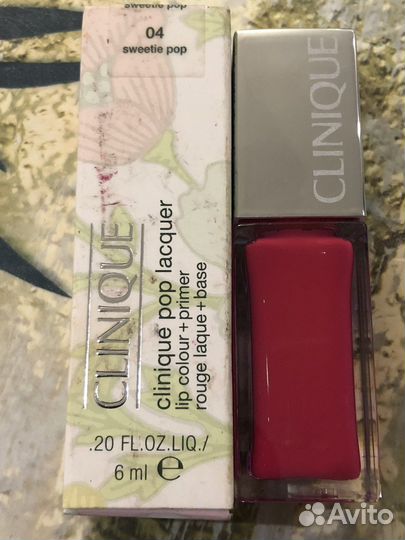 sweetie pop
04
sweetie pop
CLINIQUE
clinique pop lacquer
lip colour+primer
rouge laque+base
.20 FL.OZ.LIQ./
6 ml ℮
CLINIQUE
Avito